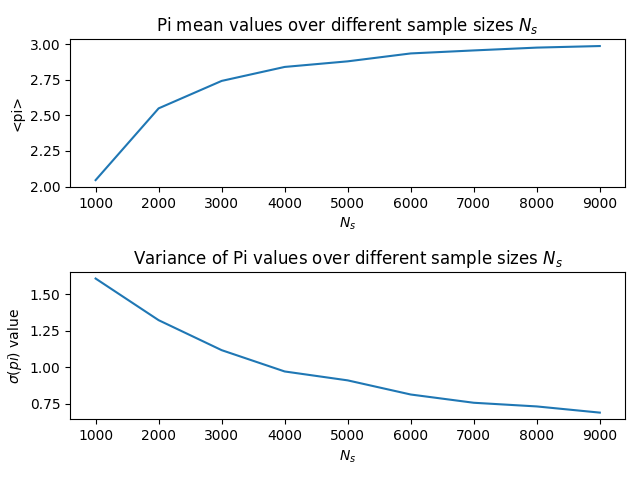 Pi mean values over different sample sizes $N_s$
3.00
2.75
2.50
2.25
2.00
<pi>
1000 2000 3000 4000 5000 6000 7000 8000 9000
$N_s$
Variance of Pi values over different sample sizes $N_s$
1.50
1.25
1.00
0.75
σ(pi) value
1000 2000 3000 4000 5000 6000 7000 8000 9000
$N_s$